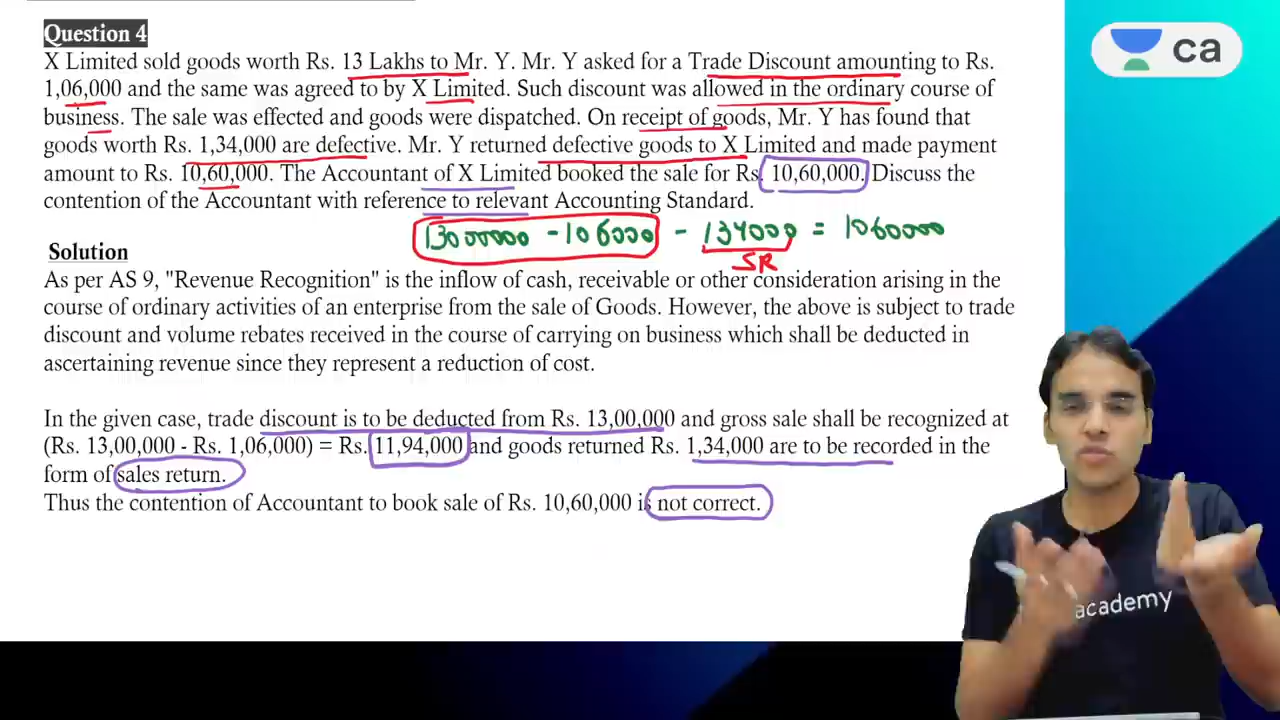 Question 4
X Limited sold goods worth Rs. 13 Lakhs to Mr. Y. Mr. Y asked for a Trade Discount amounting to Rs.
1,06,000 and the same was agreed to by X Limited. Such discount was allowed in the ordinary course of
business. The sale was effected and goods were dispatched. On receipt of goods, Mr. Y has found that
goods worth Rs. 1,34,000 are defective. Mr. Y returned defective goods to X Limited and made payment
amount to Rs. 10,60,000. The Accountant of X Limited booked the sale for Rs. 10,60,000. Discuss the
contention of the Accountant with reference to relevant Accounting Standard.
13000000 - 106000 - 134000 = 1060000
SR
Solution
As per AS 9, "Revenue Recognition" is the inflow of cash, receivable or other consideration arising in the
course of ordinary activities of an enterprise from the sale of Goods. However, the above is subject to trade
discount and volume rebates received in the course of carrying on business which shall be deducted in
ascertaining revenue since they represent a reduction of cost.
In the given case, trade discount is to be deducted from Rs. 13,00,000 and gross sale shall be recognized at
(Rs. 13,00,000 - Rs. 1,06,000) = Rs. 11,94,000 and goods returned Rs. 1,34,000 are to be recorded in the
form of sales return.
Thus the contention of Accountant to book sale of Rs. 10,60,000 is not correct.
ca
academy